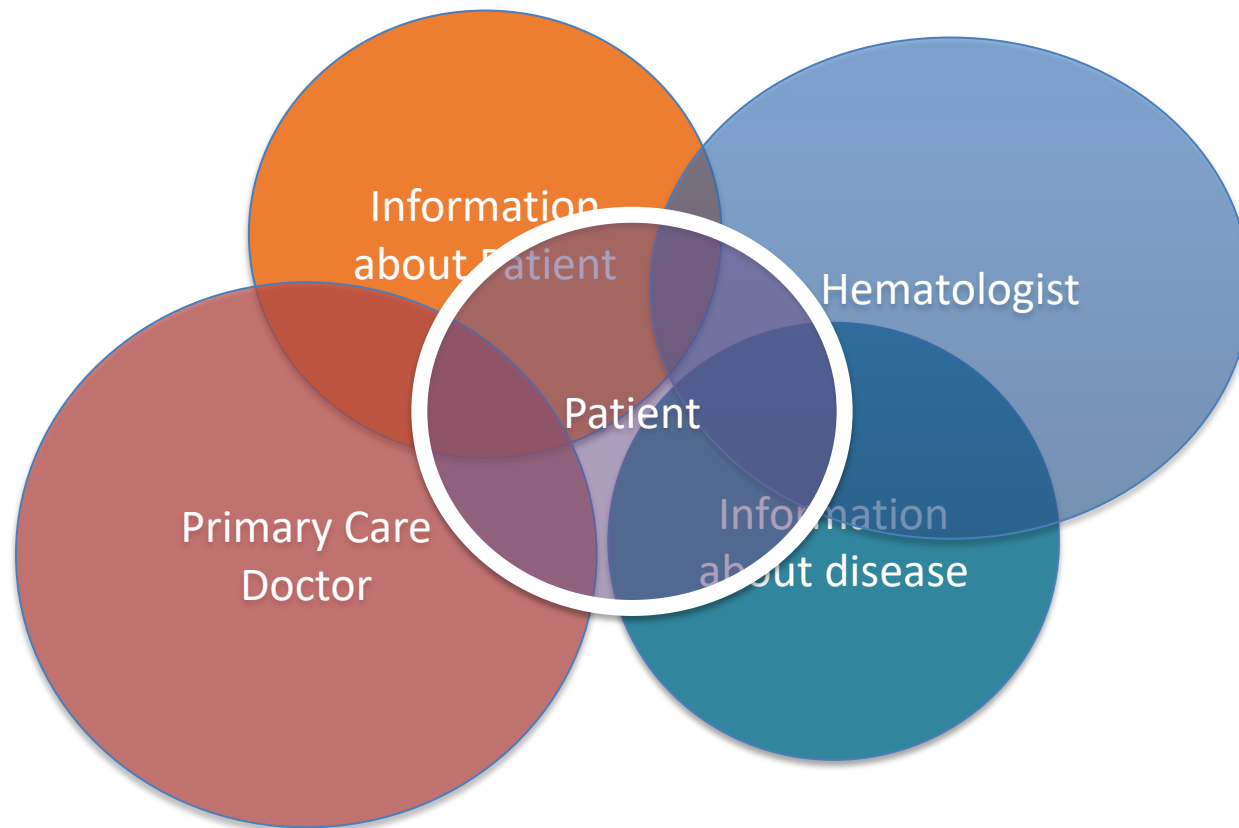 Information
about Patient
Hematologist
Patient
Primary Care
Doctor
Information
about disease